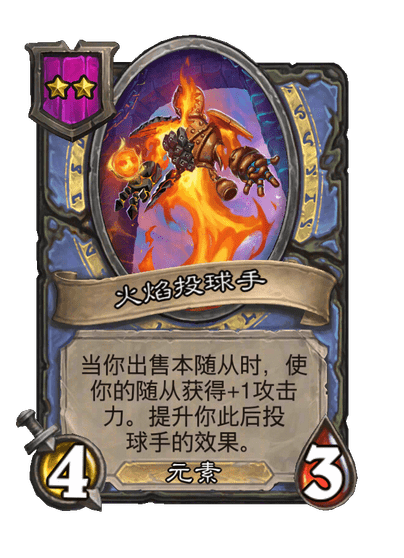 火焰投球手
当你出售本随从时，使
你的随从获得+1攻击
力。提升你此后投
球手的效果。
元素
4
3